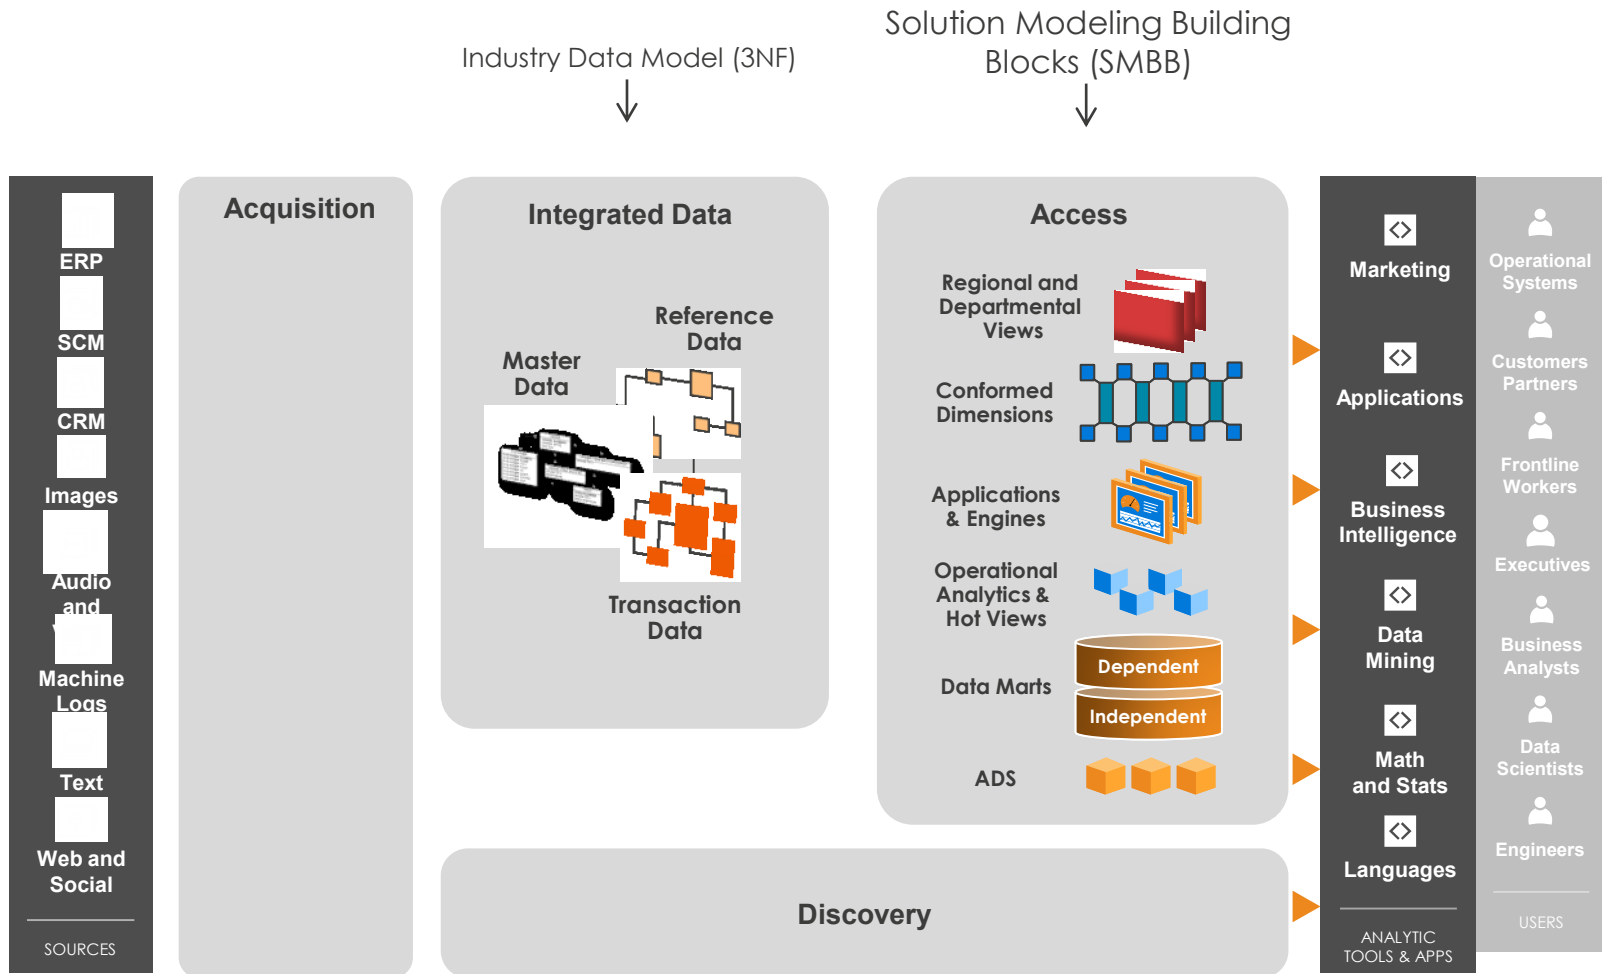 Industry Data Model (3NF)
Solution Modeling Building
Blocks (SMBB)
ERP
SCM
CRM
Images
Audio
and
Machine
Logs
Text
Web and
Social
SOURCES
Acquisition
Integrated Data
Reference
Data
Master
Data
Transaction
Data
Access
Regional and
Departmental
Views
Conformed
Dimensions
Applications
& Engines
Operational
Analytics &
Hot Views
Data Marts
Dependent
Independent
ADS
Discovery
Marketing
Applications
Business
Intelligence
Data
Mining
Math
and Stats
Languages
ANALYTIC
TOOLS & APPS
Operational
Systems
Customers
Partners
Frontline
Workers
Executives
Business
Analysts
Data
Scientists
Engineers
USERS